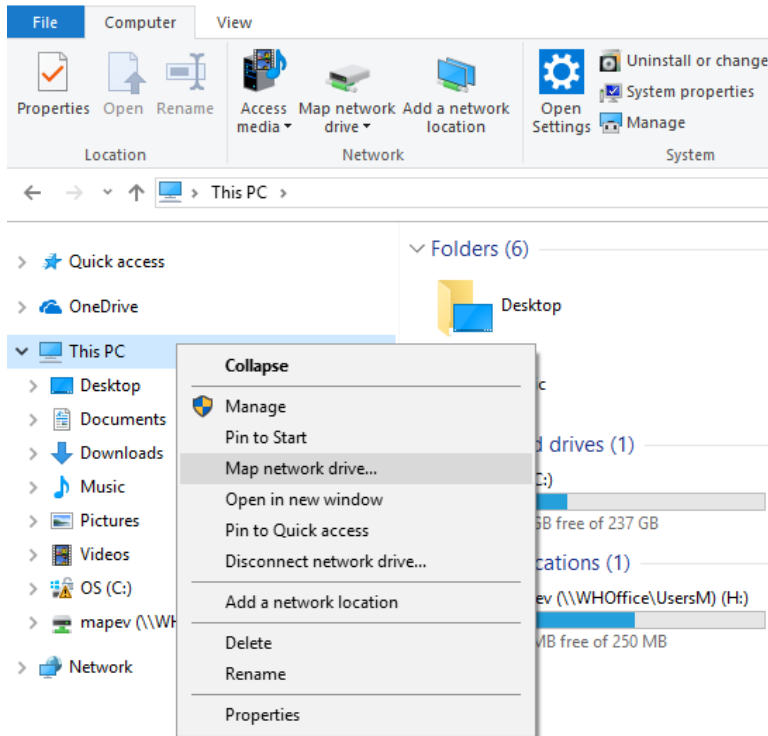 File Computer View
Properties Open Rename Access media Map network drive Add a network location Open Settings
Uninstall or change
System properties
Manage
Location Network System
This PC
Quick access
OneDrive
This PC
Desktop
Documents
Downloads
Music
Pictures
Videos
OS (C:)
mapev (\\WH
Network
Collapse
Manage
Pin to Start
Map network drive...
Open in new window
Pin to Quick access
Disconnect network drive...
Add a network location
Delete
Rename
Properties
Folders (6)
Desktop
c
d drives (1)
C:)
GB free of 237 GB
cations (1)
ev (\\WHOffice\UsersM) (H:)
MB free of 250 MB